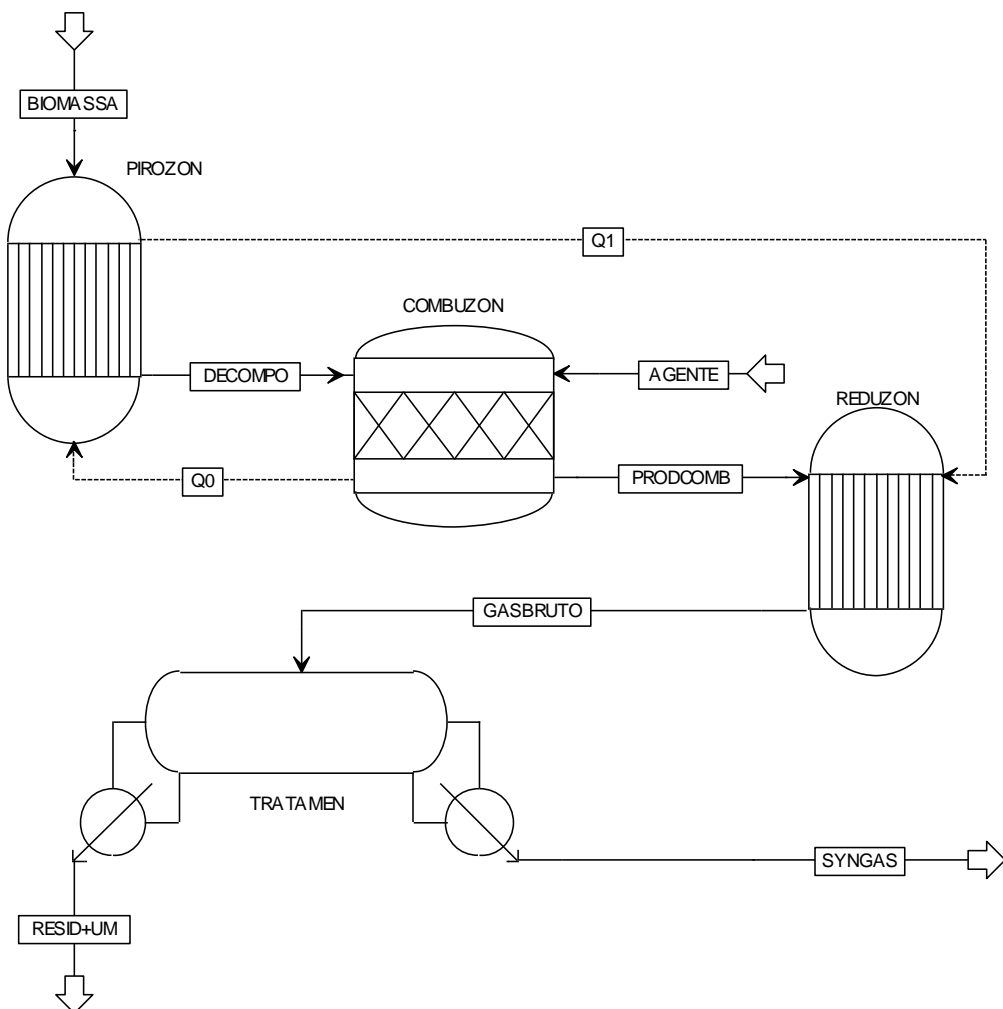 BIOMASSA
PIROZON
Q1
COMBUZON
DECOMPO
AGENTE
REDUZON
Q0
PRODCOMB
GASBRUTO
TRATAMEN
SYNGAS
RESID+UM